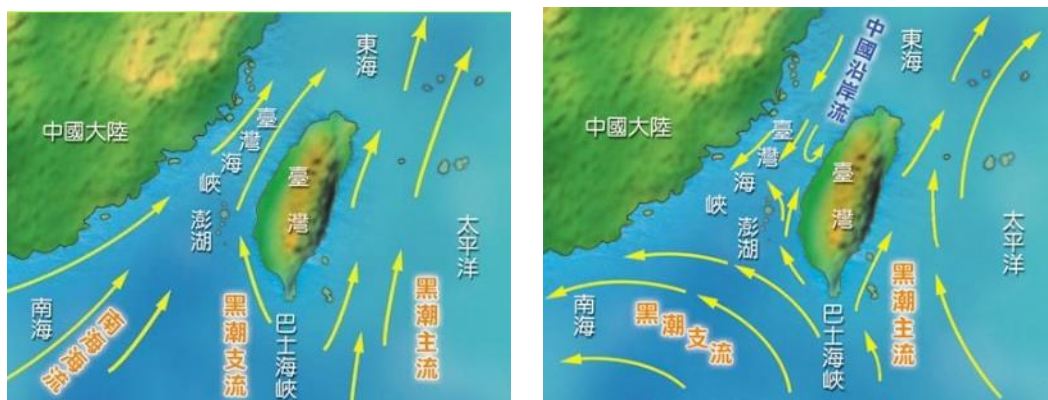 東海
中國大陸
臺灣海峽
臺灣
澎湖
太平洋
南海
南海海流
黑潮支流
巴士海峽
黑潮主流
中國沿岸流
東海
中國大陸
臺灣海峽
臺灣
澎湖
太平洋
南海
黑潮支流
巴士海峽
黑潮主流